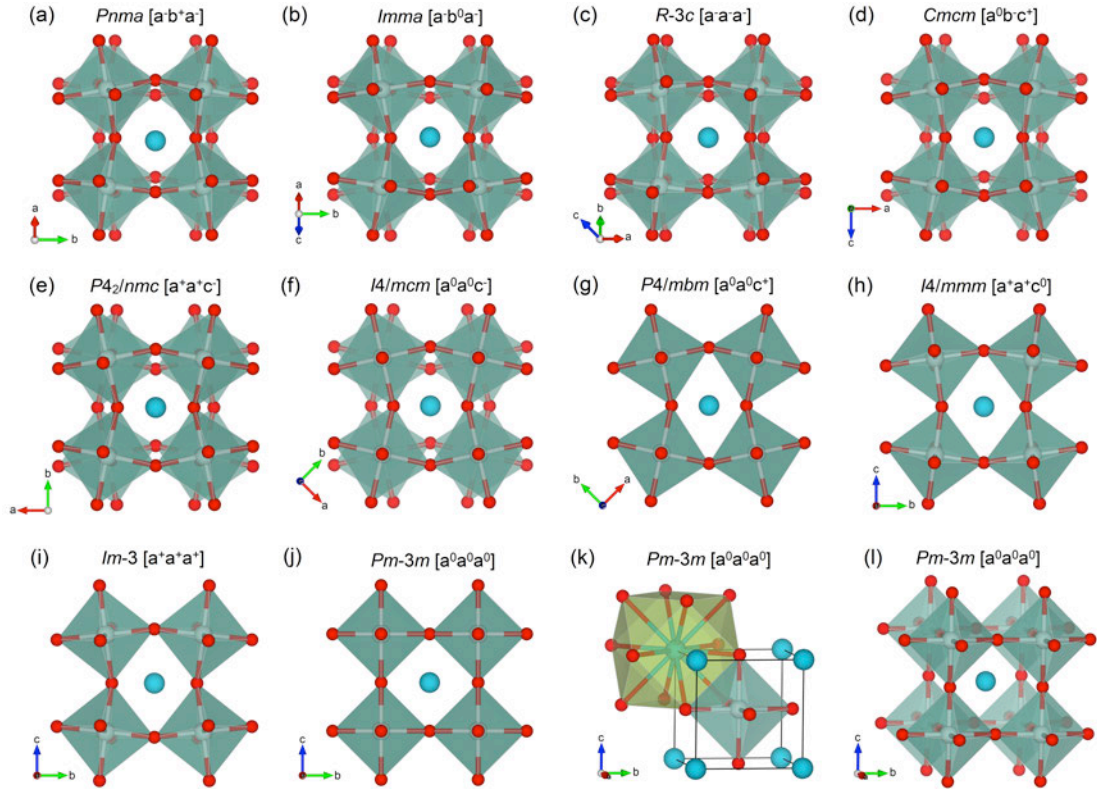 (a) Pnma [a⁻b⁺a⁻]
a
b
(b) Imma [a⁻b⁰a⁻]
a
b
c
(c) R-3c [a⁻a⁻a⁻]
c
b
a
(d) Cmcm [a⁰b⁻c⁺]
a
c
(e) P4₂/nmc [a⁺a⁺c⁻]
b
a
(f) I4/mcm [a⁰a⁰c⁻]
b
a
(g) P4/mbm [a⁰a⁰c⁺]
b
a
(h) I4/mmm [a⁺a⁺c⁰]
c
b
(i) Im-3 [a⁺a⁺a⁺]
c
b
(j) Pm-3m [a⁰a⁰a⁰]
c
b
(k) Pm-3m [a⁰a⁰a⁰]
c
b
(l) Pm-3m [a⁰a⁰a⁰]
c
b